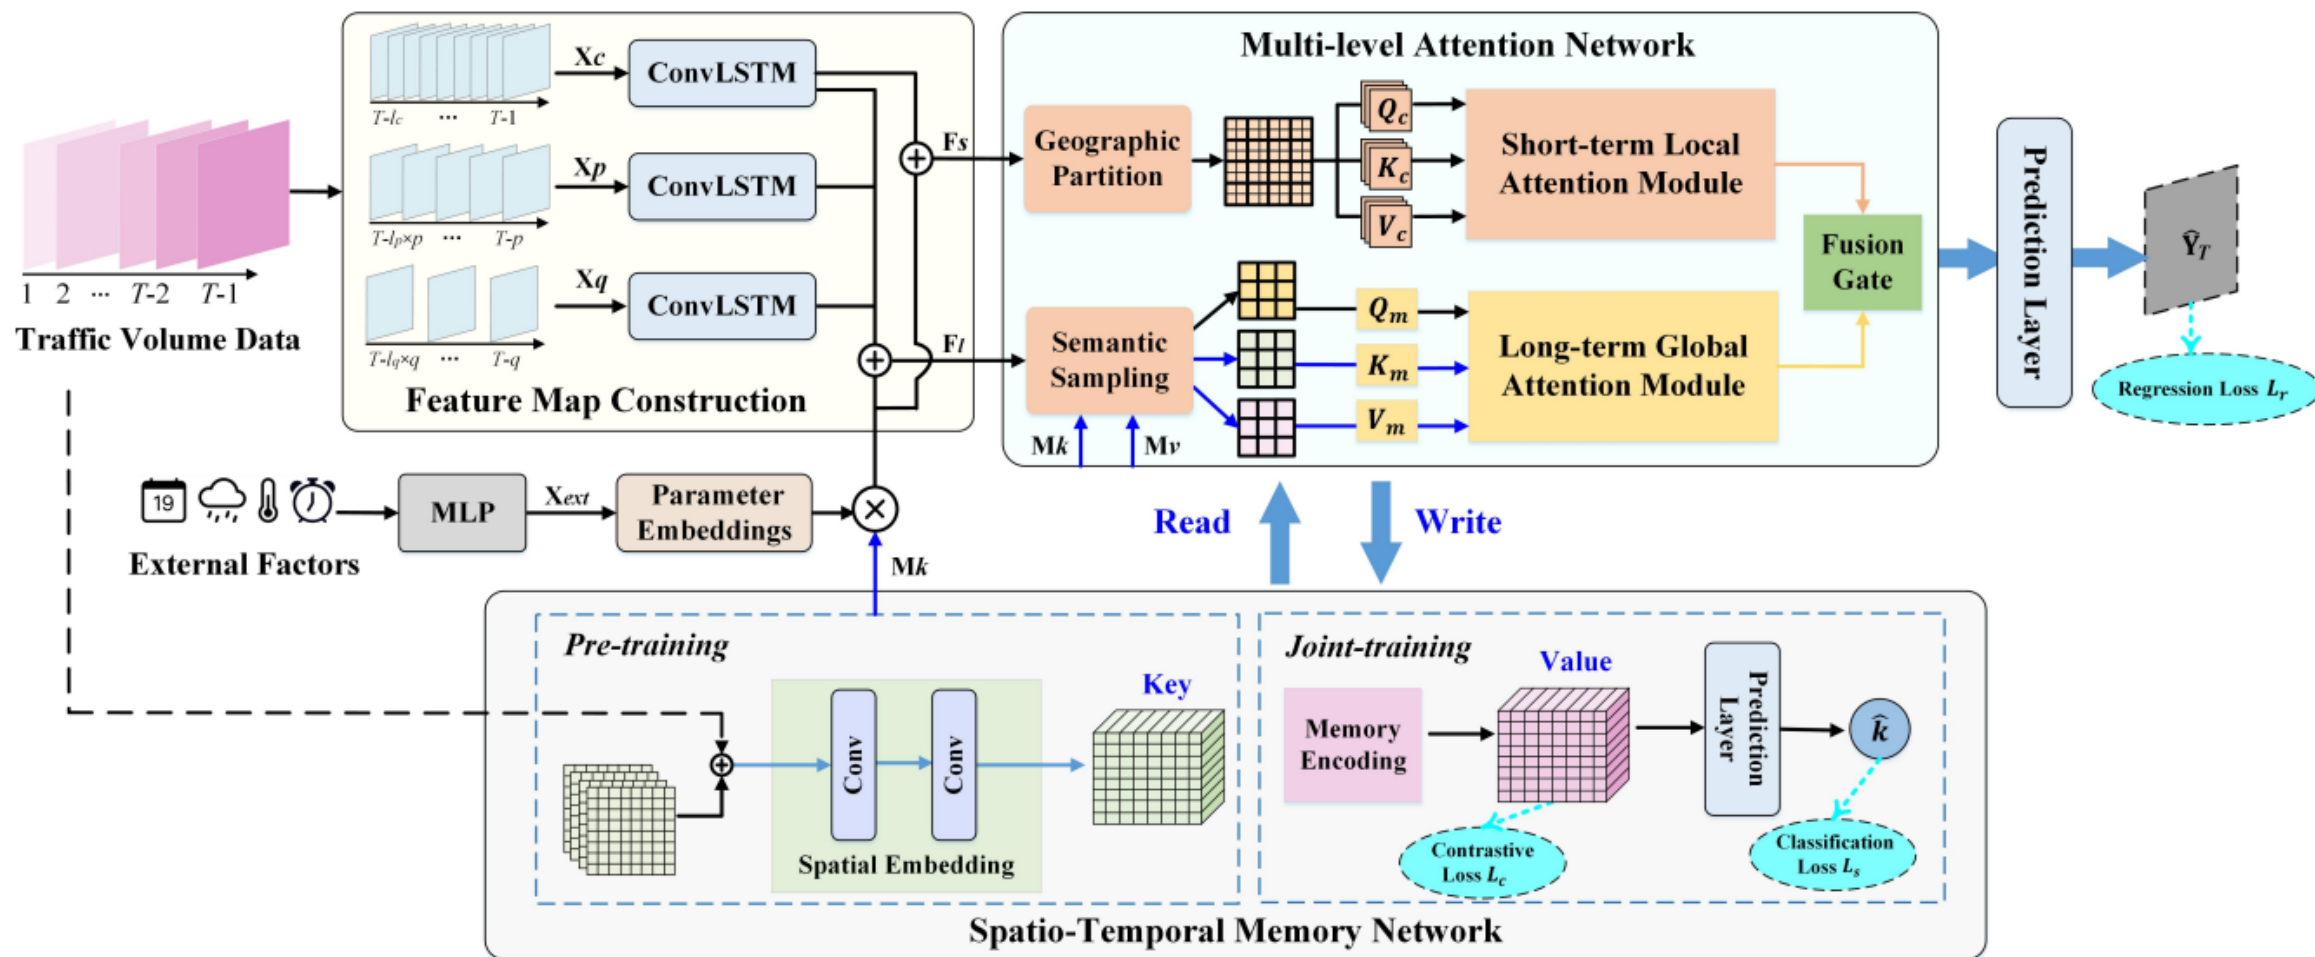 1 2 ··· T-2 T-1
Traffic Volume Data
Xc
ConvLSTM
T-lc ··· T-1
Xp
ConvLSTM
T-lp×p ··· T-p
Xq
ConvLSTM
T-lq×q ··· T-q
Feature Map Construction
Fs
Fl
Multi-level Attention Network
Geographic
Partition
Qc
Kc
Vc
Short-term Local
Attention Module
Semantic
Sampling
Mk
Mv
Qm
Km
Vm
Long-term Global
Attention Module
Fusion
Gate
Prediction Layer
ŶT
Regression Loss Lr
19
External Factors
MLP
Xext
Parameter
Embeddings
Mk
Read
Write
Pre-training
Conv
Conv
Spatial Embedding
Key
Joint-training
Memory
Encoding
Value
Prediction
Layer
k̂
Contrastive
Loss Lc
Classification
Loss Ls
Spatio-Temporal Memory Network